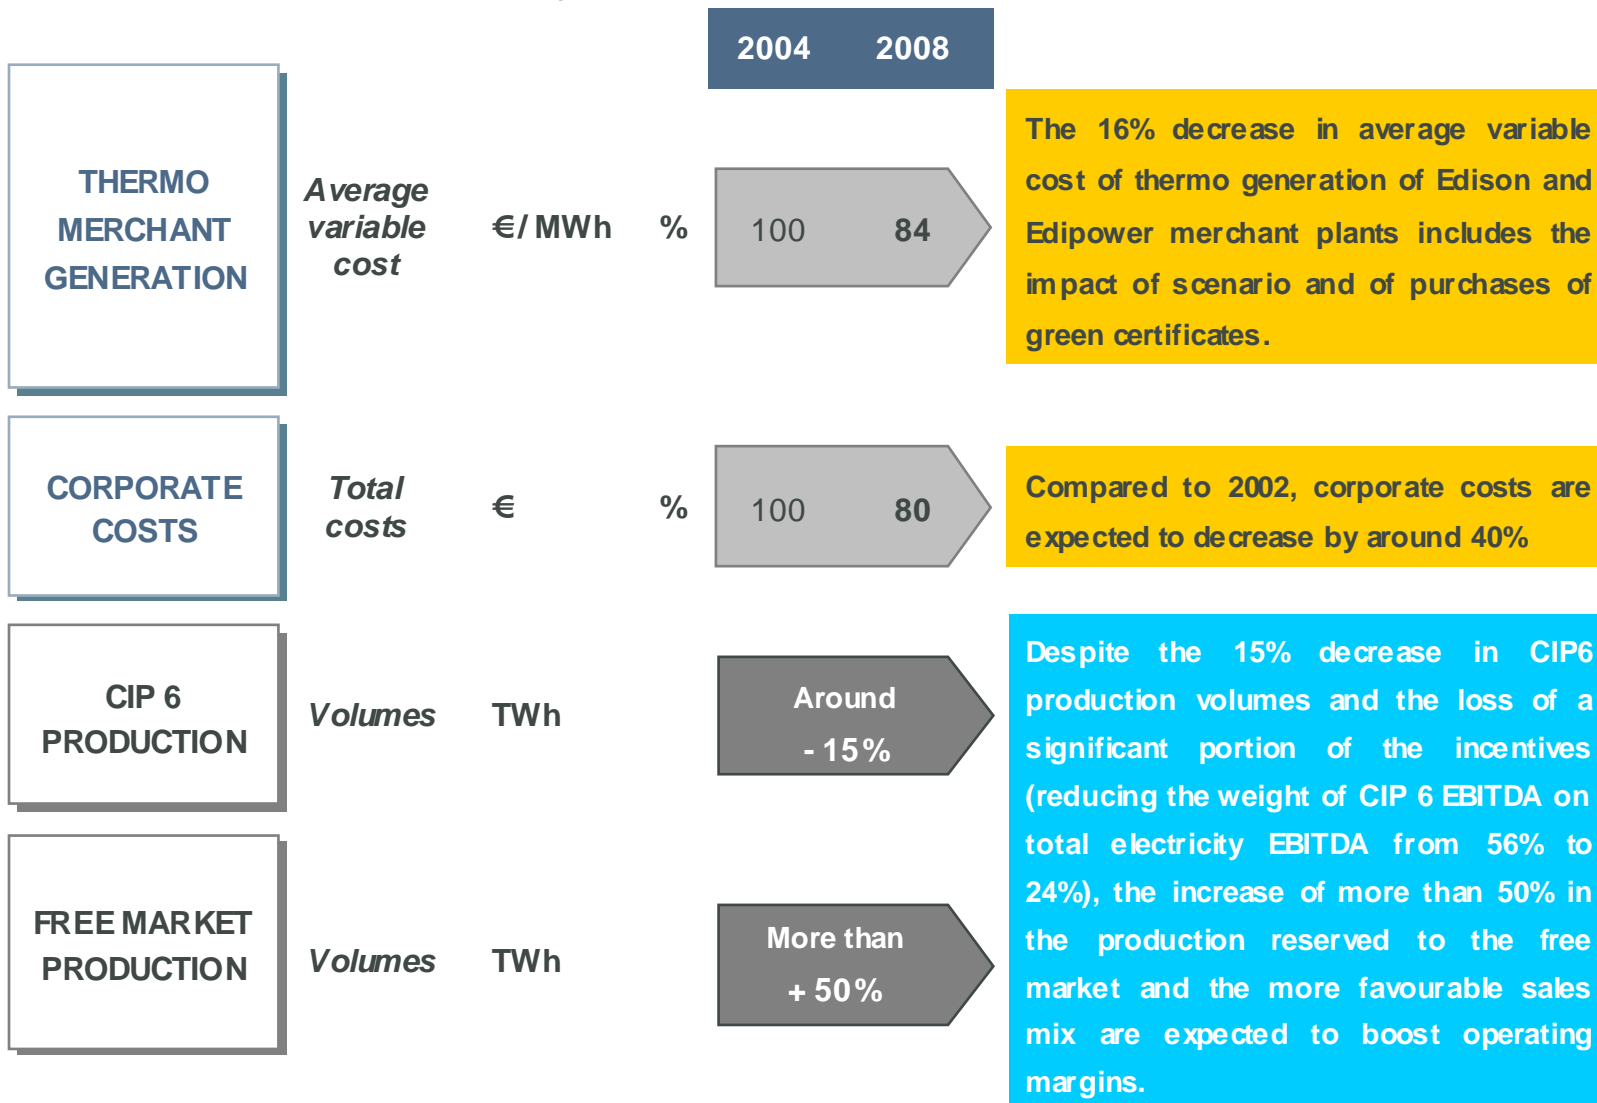 2004 2008
THERMO
MERCHANT
GENERATION
Average
variable
cost
€/ MWh %
100 84
The 16% decrease in average variable
cost of thermo generation of Edison and
Edipower merchant plants includes the
impact of scenario and of purchases of
green certificates.
CORPORATE
COSTS
Total
costs
€ %
100 80
Compared to 2002, corporate costs are
expected to decrease by around 40%
CIP 6
PRODUCTION
Volumes TWh
Around
- 15%
FREE MARKET
PRODUCTION
Volumes TWh
More than
+ 50%
Despite the 15% decrease in CIP6
production volumes and the loss of a
significant portion of the incentives
(reducing the weight of CIP 6 EBITDA on
total electricity EBITDA from 56% to
24%), the increase of more than 50% in
the production reserved to the free
market and the more favourable sales
mix are expected to boost operating
margins.